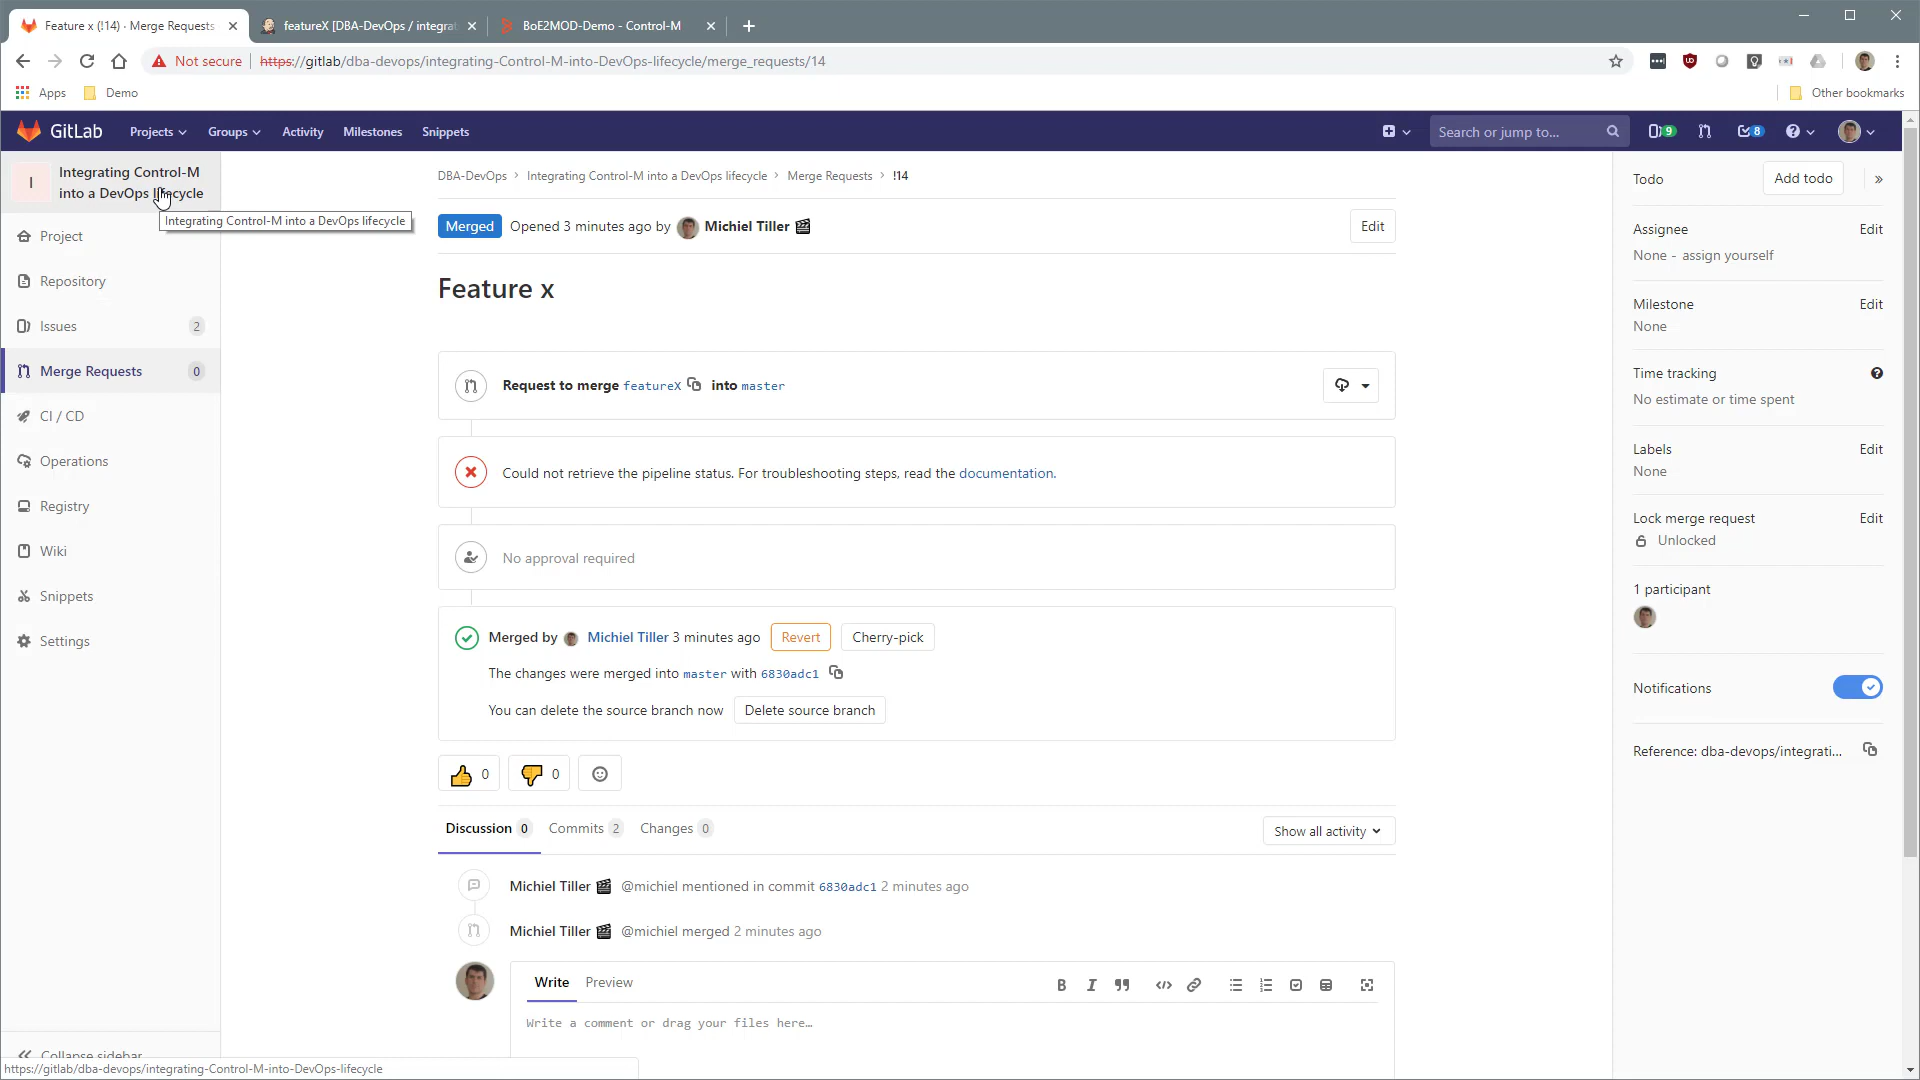 Feature x (!14) · Merge Requests
featureX [DBA-DevOps / integrat
BoE2MOD-Demo - Control-M
Not secure
https://gitlab/dba-devops/integrating-Control-M-into-DevOps-lifecycle/merge_requests/14
Apps
Demo
Other bookmarks
GitLab
Projects
Groups
Activity
Milestones
Snippets
Search or jump to...
9
8
I
Integrating Control-M
into a DevOps lifecycle
Integrating Control-M into a DevOps lifecycle
Project
Repository
Issues 2
Merge Requests 0
CI / CD
Operations
Registry
Wiki
Snippets
Settings
Collapse sidebar
https://gitlab/dba-devops/integrating-Control-M-into-DevOps-lifecycle
DBA-DevOps › Integrating Control-M into a DevOps lifecycle › Merge Requests › !14
Merged Opened 3 minutes ago by Michiel Tiller
Edit
Feature x
Request to merge featureX into master
Could not retrieve the pipeline status. For troubleshooting steps, read the documentation.
No approval required
Merged by Michiel Tiller 3 minutes ago Revert Cherry-pick
The changes were merged into master with 6830adc1
You can delete the source branch now Delete source branch
0 0
Discussion 0 Commits 2 Changes 0
Show all activity
Michiel Tiller @michiel mentioned in commit 6830adc1 2 minutes ago
Michiel Tiller @michiel merged 2 minutes ago
Write Preview
Write a comment or drag your files here…
Todo Add todo »
Assignee Edit
None - assign yourself
Milestone Edit
None
Time tracking
No estimate or time spent
Labels Edit
None
Lock merge request Edit
Unlocked
1 participant
Notifications
Reference: dba-devops/integrati...